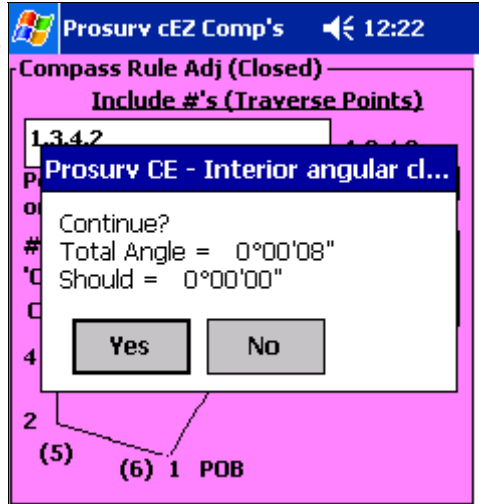 Prosurv cEZ Comp's 12:22
Compass Rule Adj (Closed)
Include #'s (Traverse Points)
1,3,4,2
Prosurv CE - Interior angular cl...
Continue?
Total Angle = 0°00'08"
Should = 0°00'00"
#
Yes No
4
2
(5)
(6) 1 POB